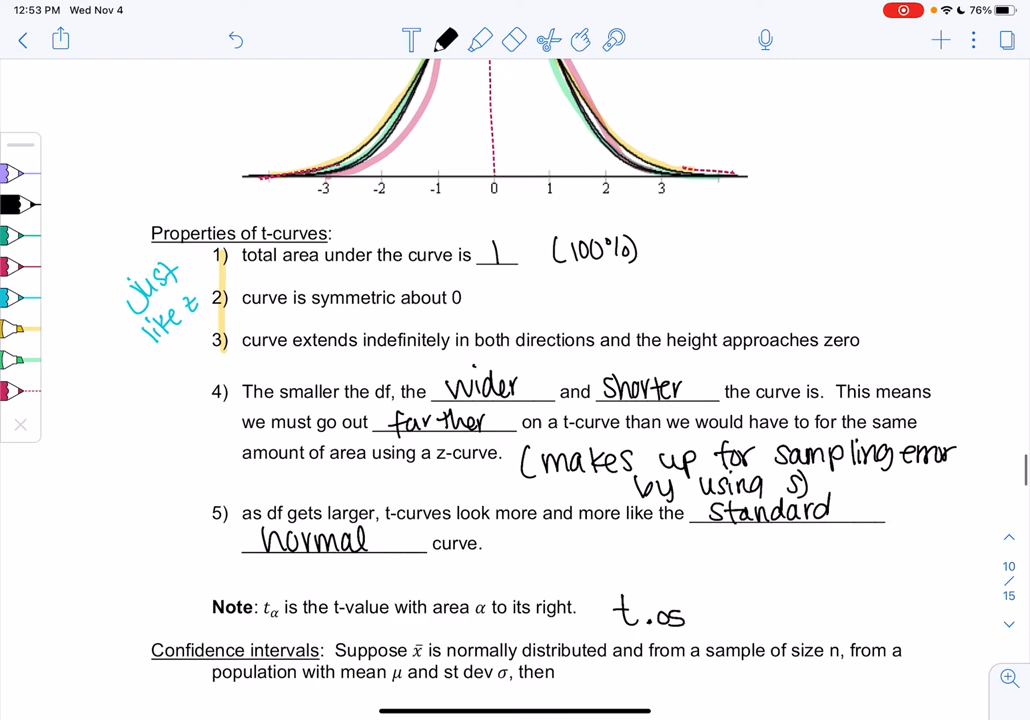 12:53 PM Wed Nov 4
76%
-3 -2 -1 0 1 2 3
Properties of t-curves:
1) total area under the curve is 1 (100%)
just
like z
2) curve is symmetric about 0
3) curve extends indefinitely in both directions and the height approaches zero
4) The smaller the df, the wider and shorter the curve is. This means
we must go out farther on a t-curve than we would have to for the same
amount of area using a z-curve. (makes up for sampling error
by using s)
5) as df gets larger, t-curves look more and more like the standard
normal curve.
Note: tα is the t-value with area α to its right. t.05
Confidence intervals: Suppose x̄ is normally distributed and from a sample of size n, from a
population with mean μ and st dev σ, then
10
/
15